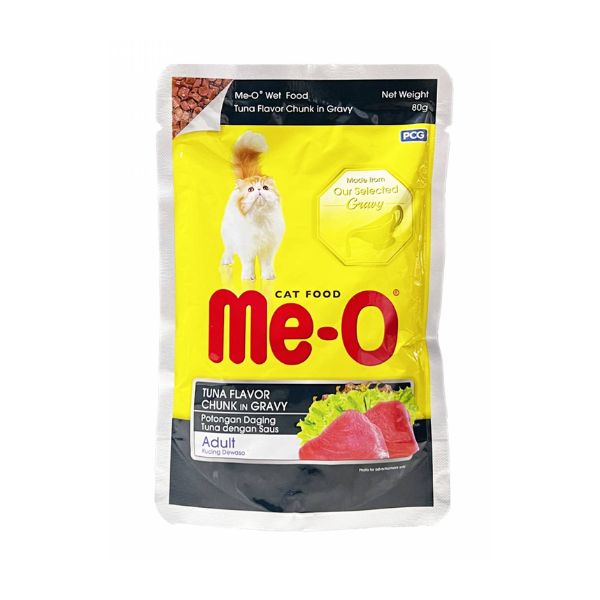 Me-O® Wet Food
Tuna Flavor Chunk in Gravy
Net Weight
80g
PCG
Made from
Our Selected
Gravy
CAT FOOD
Me-O®
TUNA FLAVOR
CHUNK IN GRAVY
Potongan Daging
Tuna dengan Saus
Adult
Kucing Dewasa
Photo for advertisement only